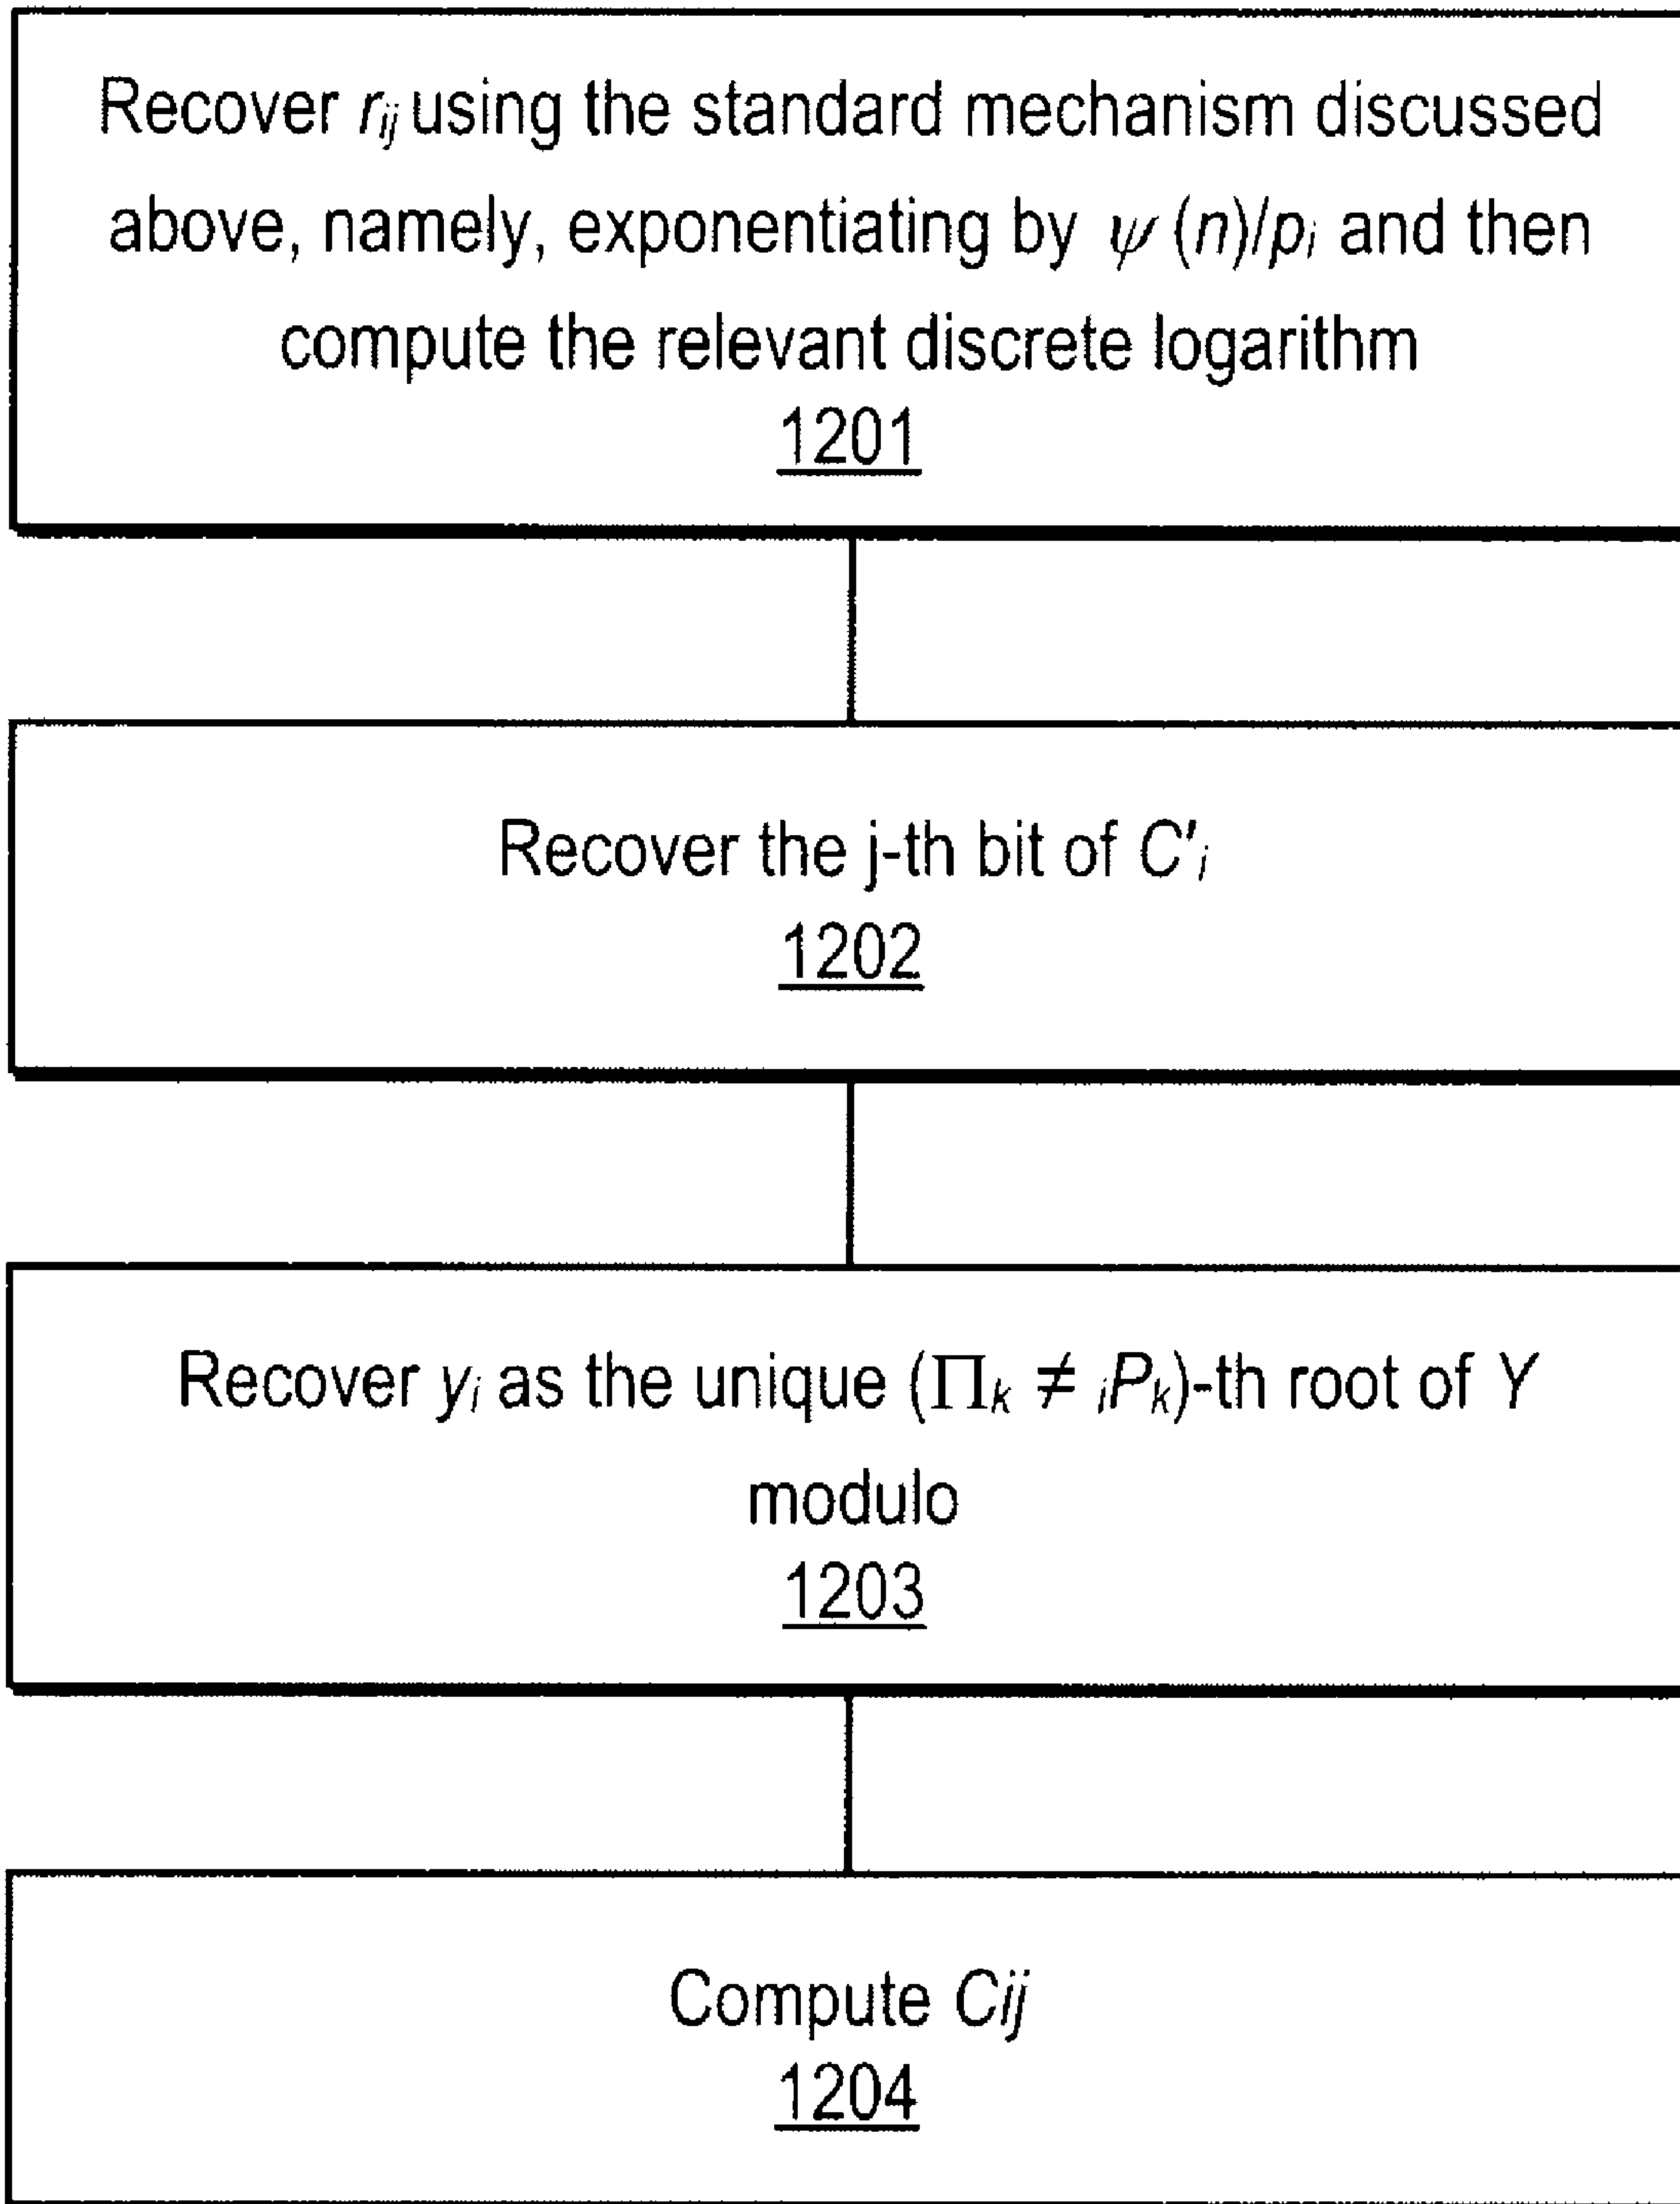 Recover rij using the standard mechanism discussed
above, namely, exponentiating by ψ (n)/pi and then
compute the relevant discrete logarithm
1201
Recover the j-th bit of C'i
1202
Recover yi as the unique (Πk ≠ iPk)-th root of Y
modulo
1203
Compute Cij
1204